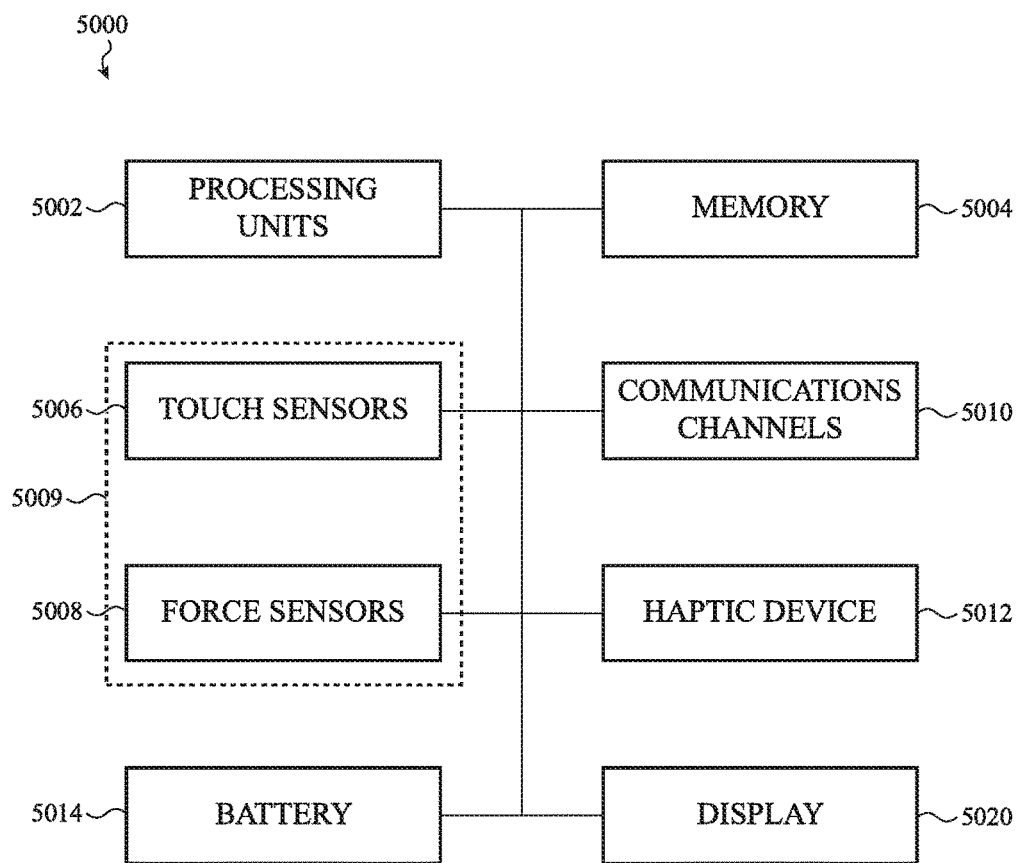 5000
5002
PROCESSING
UNITS
MEMORY
5004
5006
TOUCH SENSORS
COMMUNICATIONS
CHANNELS
5010
5009
5008
FORCE SENSORS
HAPTIC DEVICE
5012
5014
BATTERY
DISPLAY
5020